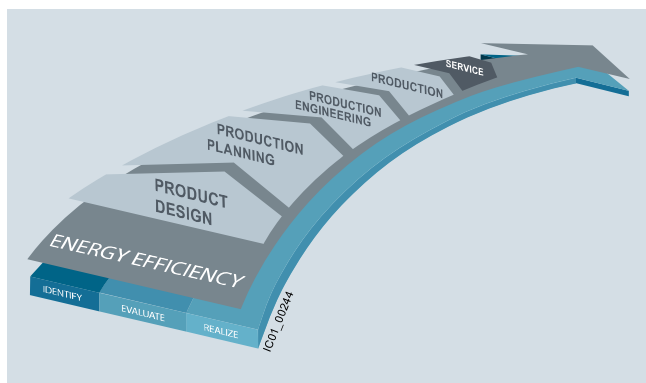 SERVICE
PRODUCTION
PRODUCTION
ENGINEERING
PRODUCTION
PLANNING
PRODUCT
DESIGN
ENERGY EFFICIENCY
IDENTIFY
EVALUATE
REALIZE
IC01_00244